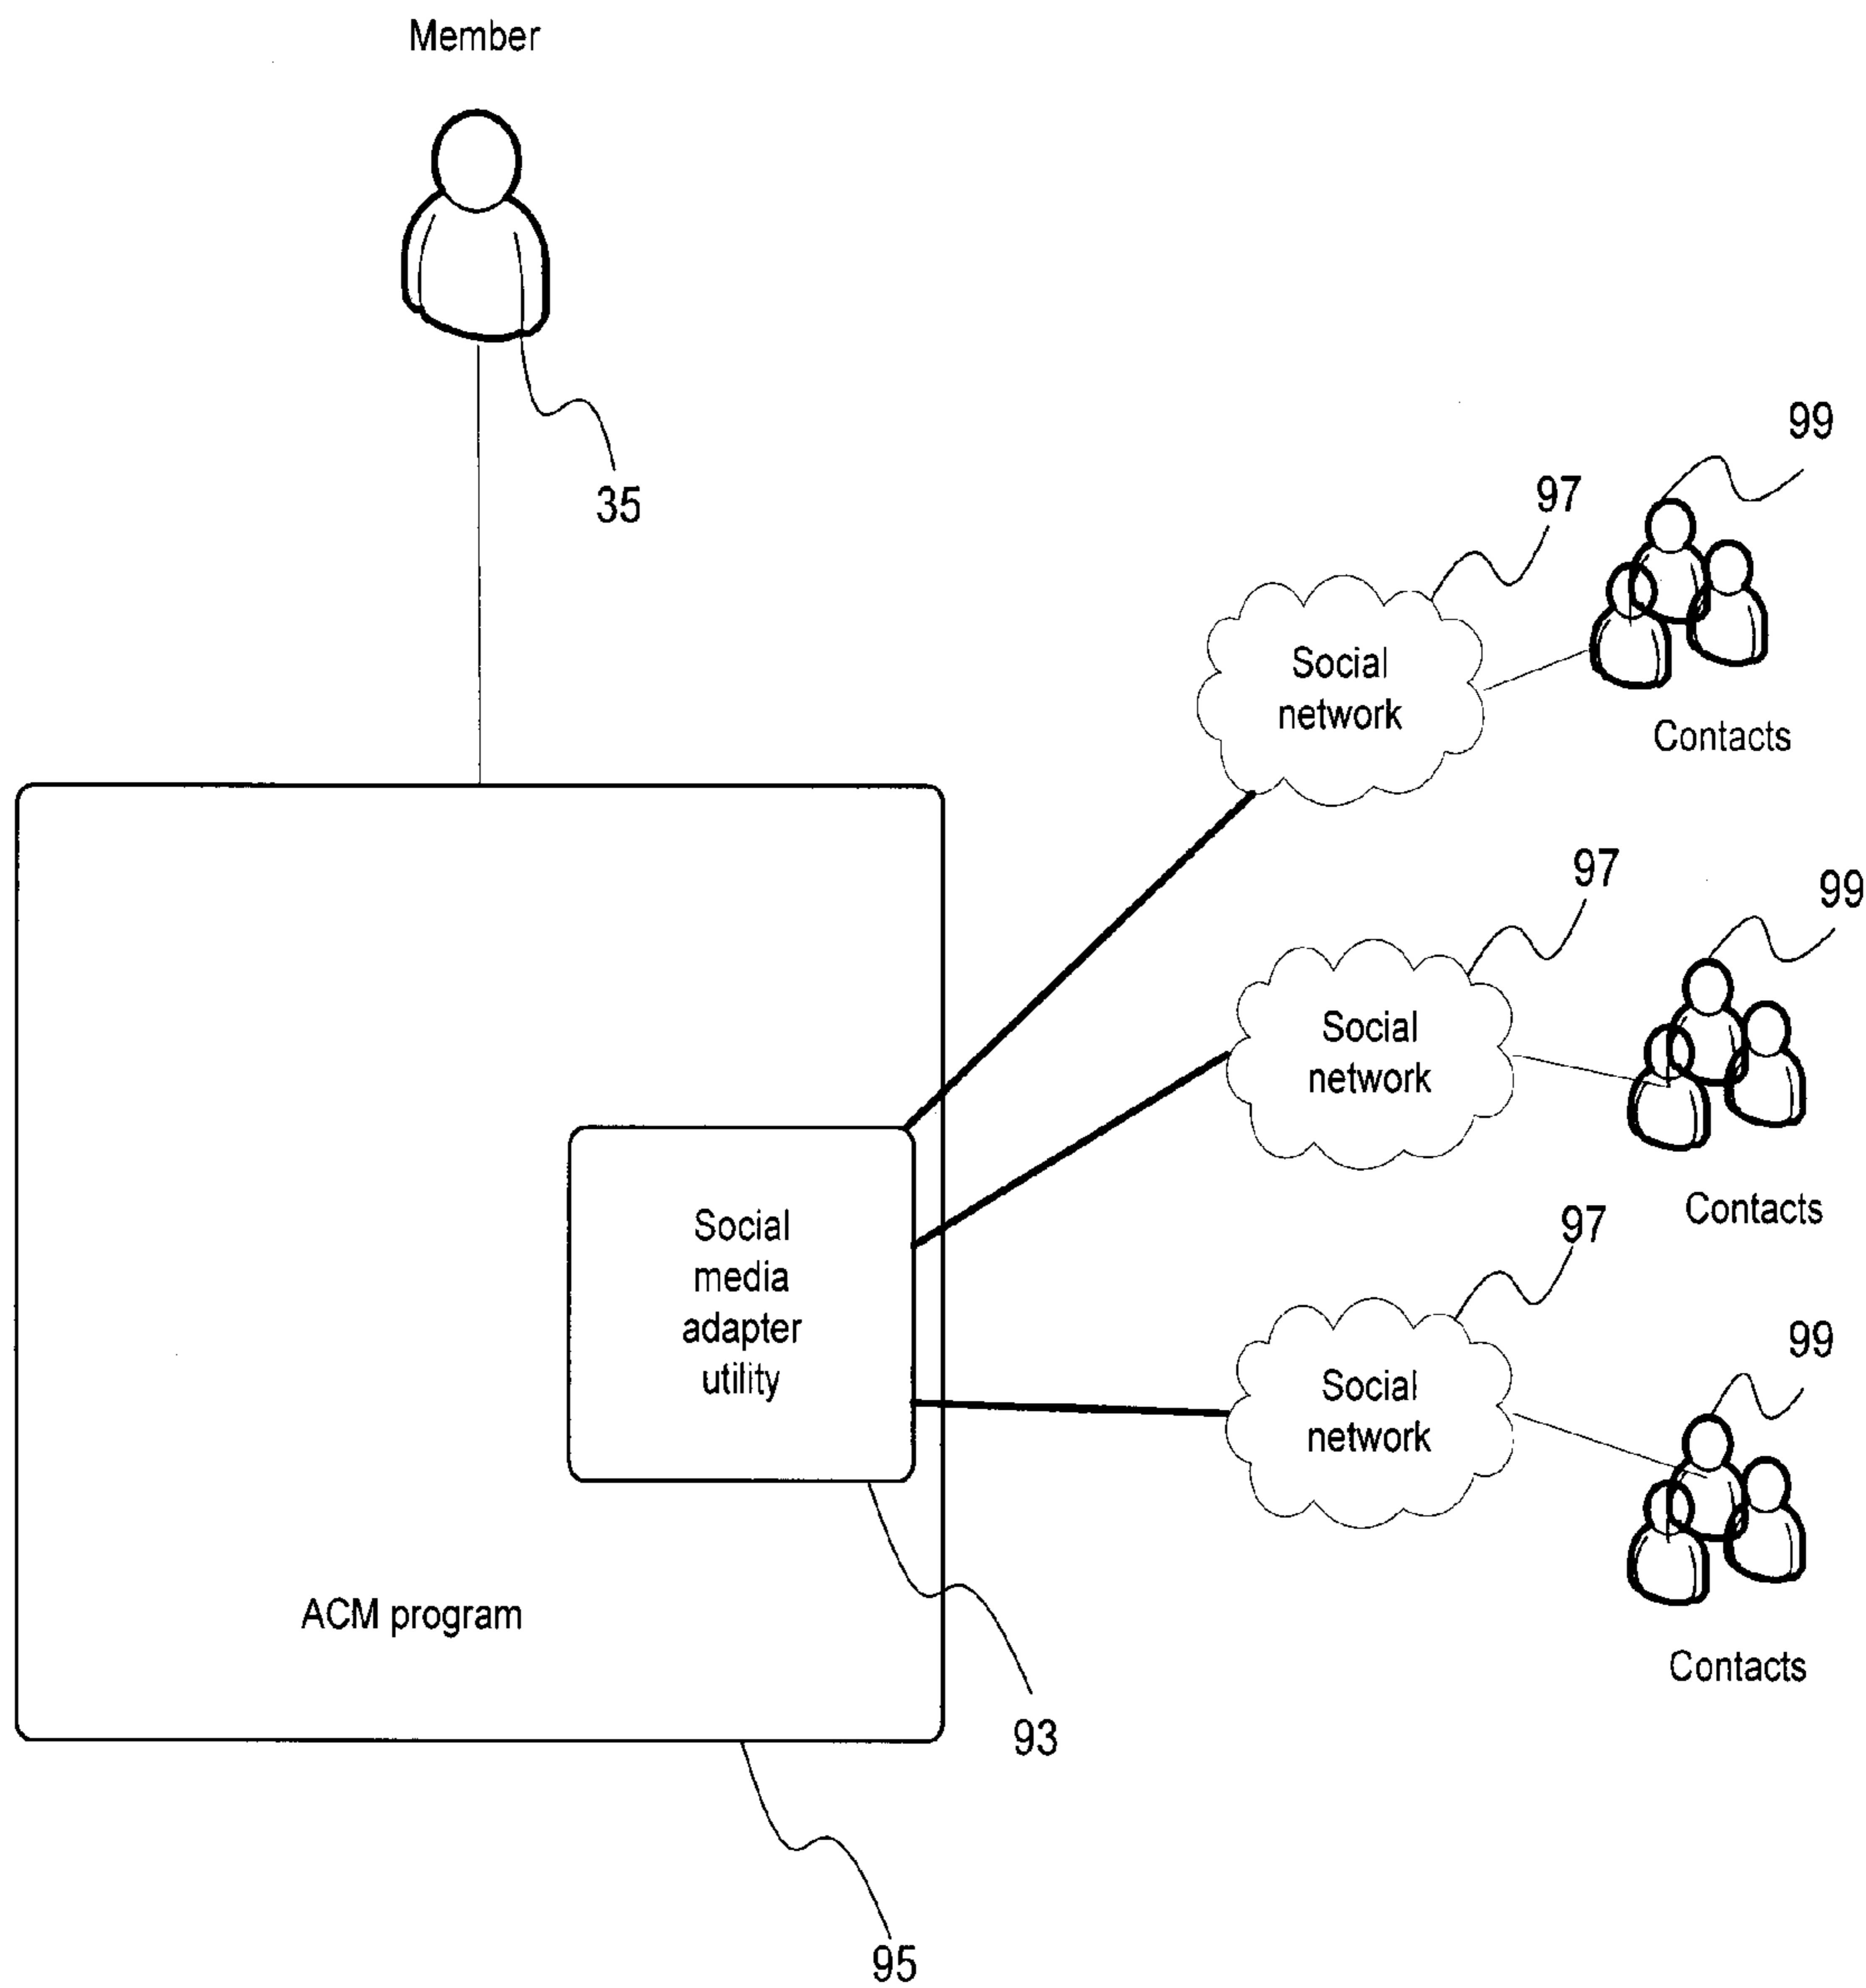 Member
35
99
97
Social
network
Contacts
97
99
Social
network
Contacts
97
Social
media
adapter
utility
99
Social
network
Contacts
ACM program
93
95